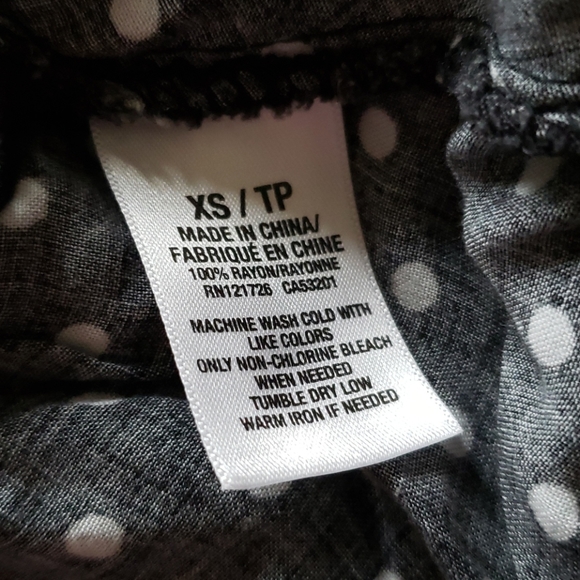 XS / TP
MADE IN CHINA/
FABRIQUÉ EN CHINE
100% RAYON/RAYONNE
RN121726 CA53201
MACHINE WASH COLD WITH
LIKE COLORS
ONLY NON-CHLORINE BLEACH
WHEN NEEDED
TUMBLE DRY LOW
WARM IRON IF NEEDED